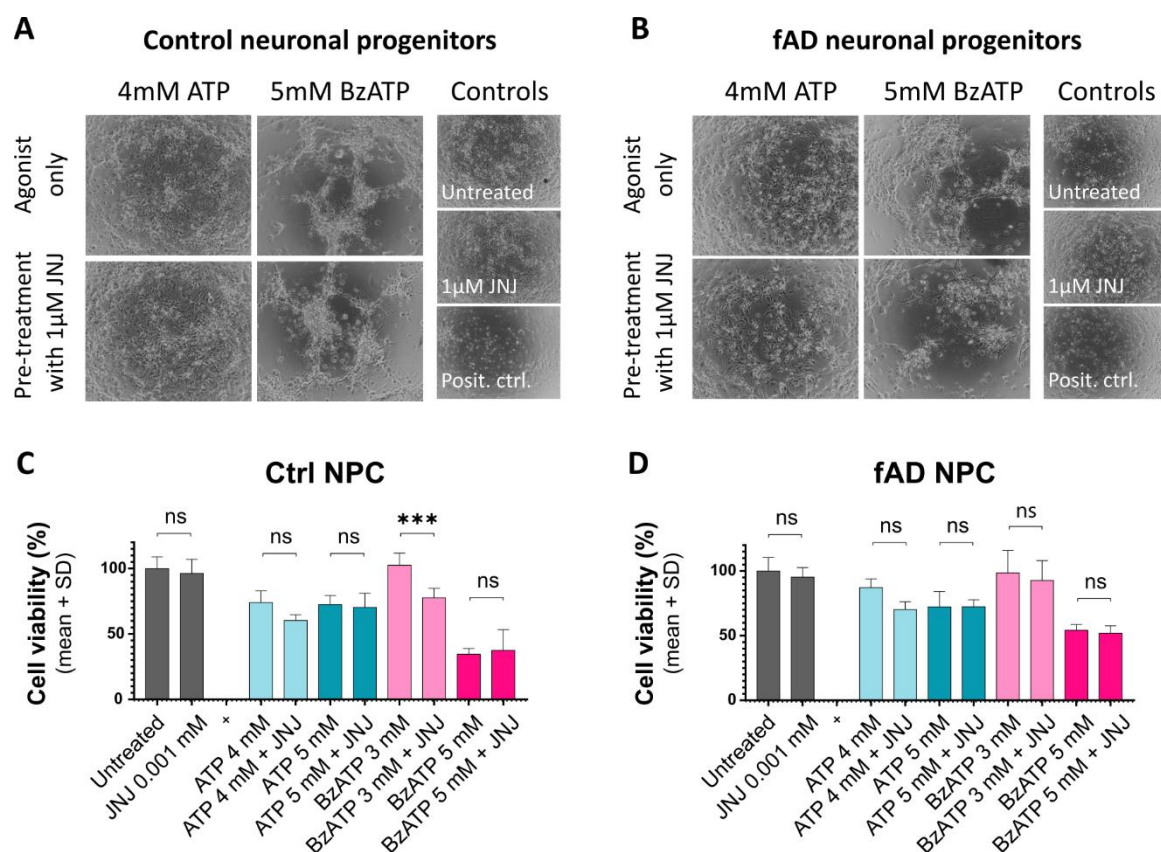 A
Control neuronal progenitors
4mM ATP
5mM BzATP
Controls
Agonist
only
Untreated
1µM JNJ
Pre-treatment
with 1µM JNJ
Posit. ctrl.
B
fAD neuronal progenitors
4mM ATP
5mM BzATP
Controls
Agonist
only
Untreated
1µM JNJ
Pre-treatment
with 1µM JNJ
Posit. ctrl.
C
Ctrl NPC
Cell viability (%)
(mean + SD)
100
50
0
ns
ns
ns
***
ns
Untreated
JNJ 0.001 mM
+
ATP 4 mM
ATP 4 mM + JNJ
ATP 5 mM
ATP 5 mM + JNJ
BzATP 3 mM
BzATP 3 mM + JNJ
BzATP 5 mM
BzATP 5 mM + JNJ
D
fAD NPC
Cell viability (%)
(mean + SD)
100
50
0
ns
ns
ns
ns
ns
Untreated
JNJ 0.001 mM
+
ATP 4 mM
ATP 4 mM + JNJ
ATP 5 mM
ATP 5 mM + JNJ
BzATP 3 mM
BzATP 3 mM + JNJ
BzATP 5 mM
BzATP 5 mM + JNJ